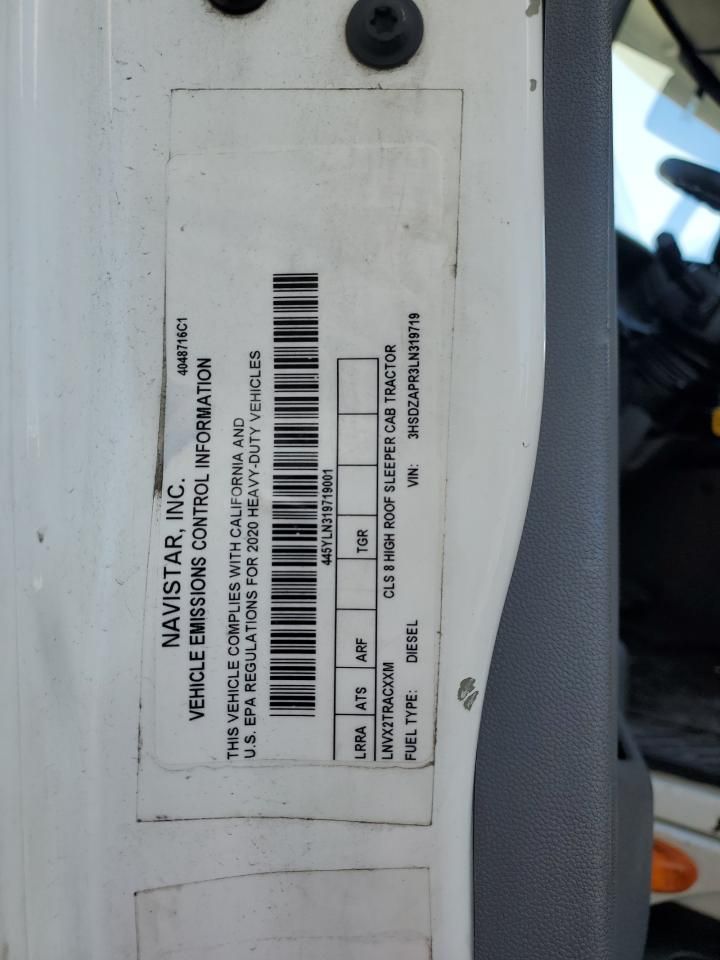 4048716C1
NAVISTAR, INC.
VEHICLE EMISSIONS CONTROL INFORMATION
THIS VEHICLE COMPLIES WITH CALIFORNIA AND
U.S. EPA REGULATIONS FOR 2020 HEAVY-DUTY VEHICLES
445YLN319719001
LRRA ATS ARF TGR
LNVX2TRACXXM CLS 8 HIGH ROOF SLEEPER CAB TRACTOR
FUEL TYPE: DIESEL VIN: 3HSDZAPR3LN319719